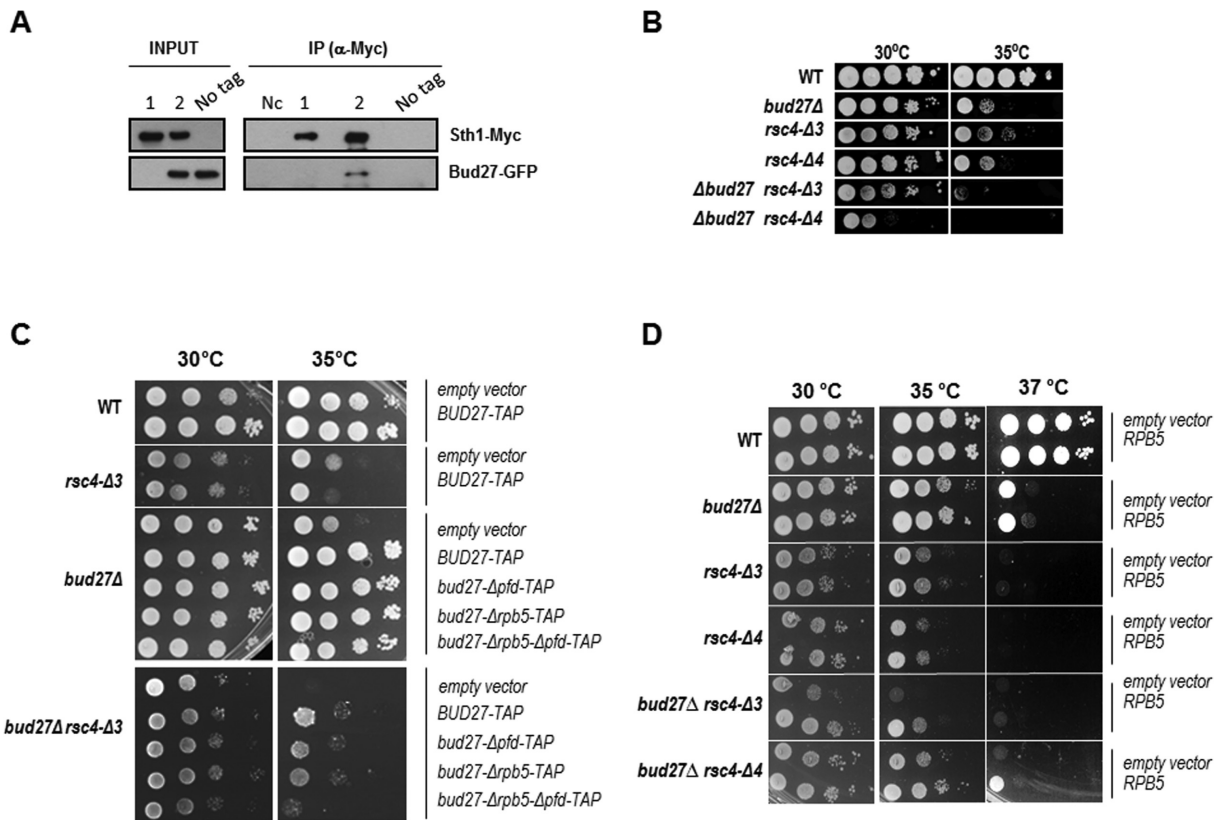 A
INPUT IP (α-Myc)
1 2 No tag Nc 1 2 No tag
Sth1-Myc
Bud27-GFP
B
30ºC 35ºC
WT
bud27Δ
rsc4-Δ3
rsc4-Δ4
Δbud27 rsc4-Δ3
Δbud27 rsc4-Δ4
C
30°C 35°C
WT
empty vector
BUD27-TAP
rsc4-Δ3
empty vector
BUD27-TAP
bud27Δ
empty vector
BUD27-TAP
bud27-Δpfd-TAP
bud27-Δrpb5-TAP
bud27-Δrpb5-Δpfd-TAP
bud27Δ rsc4-Δ3
empty vector
BUD27-TAP
bud27-Δpfd-TAP
bud27-Δrpb5-TAP
bud27-Δrpb5-Δpfd-TAP
D
30 °C 35 °C 37 °C
WT
empty vector
RPB5
bud27Δ
empty vector
RPB5
rsc4-Δ3
empty vector
RPB5
rsc4-Δ4
empty vector
RPB5
bud27Δ rsc4-Δ3
empty vector
RPB5
bud27Δ rsc4-Δ4
empty vector
RPB5